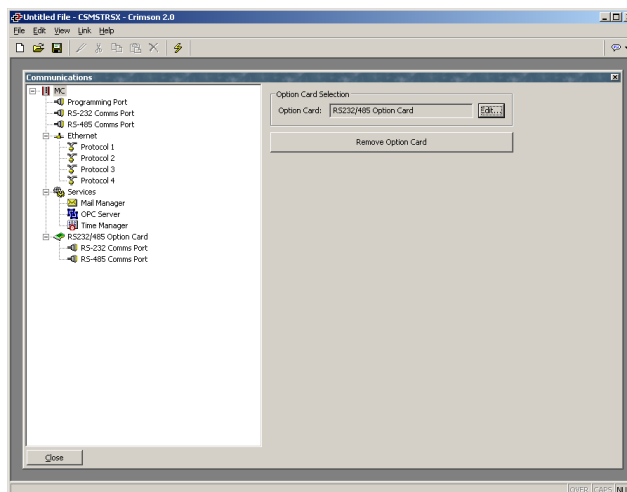 Untitled File - CSMSTRSX - Crimson 2.0
File Edit View Link Help
Communications
MC
Programming Port
RS-232 Comms Port
RS-485 Comms Port
Ethernet
Protocol 1
Protocol 2
Protocol 3
Protocol 4
Services
Mail Manager
OPC Server
Time Manager
RS232/485 Option Card
RS-232 Comms Port
RS-485 Comms Port
Option Card Selection
Option Card: RS232/485 Option Card Edit...
Remove Option Card
Close
OVER CAPS NU